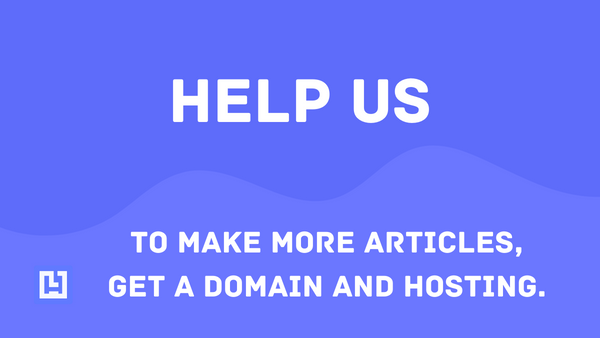 HELP US
TO MAKE MORE ARTICLES,
GET A DOMAIN AND HOSTING.